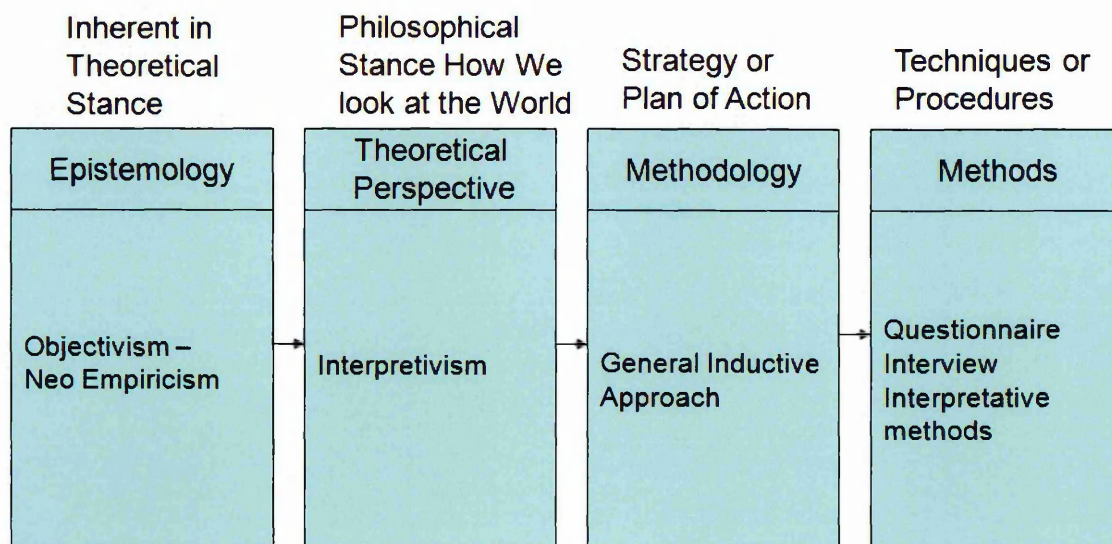 Inherent in
Theoretical
Stance
Epistemology
Objectivism –
Neo Empiricism
Philosophical
Stance How We
look at the World
Theoretical
Perspective
Interpretivism
Strategy or
Plan of Action
Methodology
General Inductive
Approach
Techniques or
Procedures
Methods
Questionnaire
Interview
Interpretative
methods